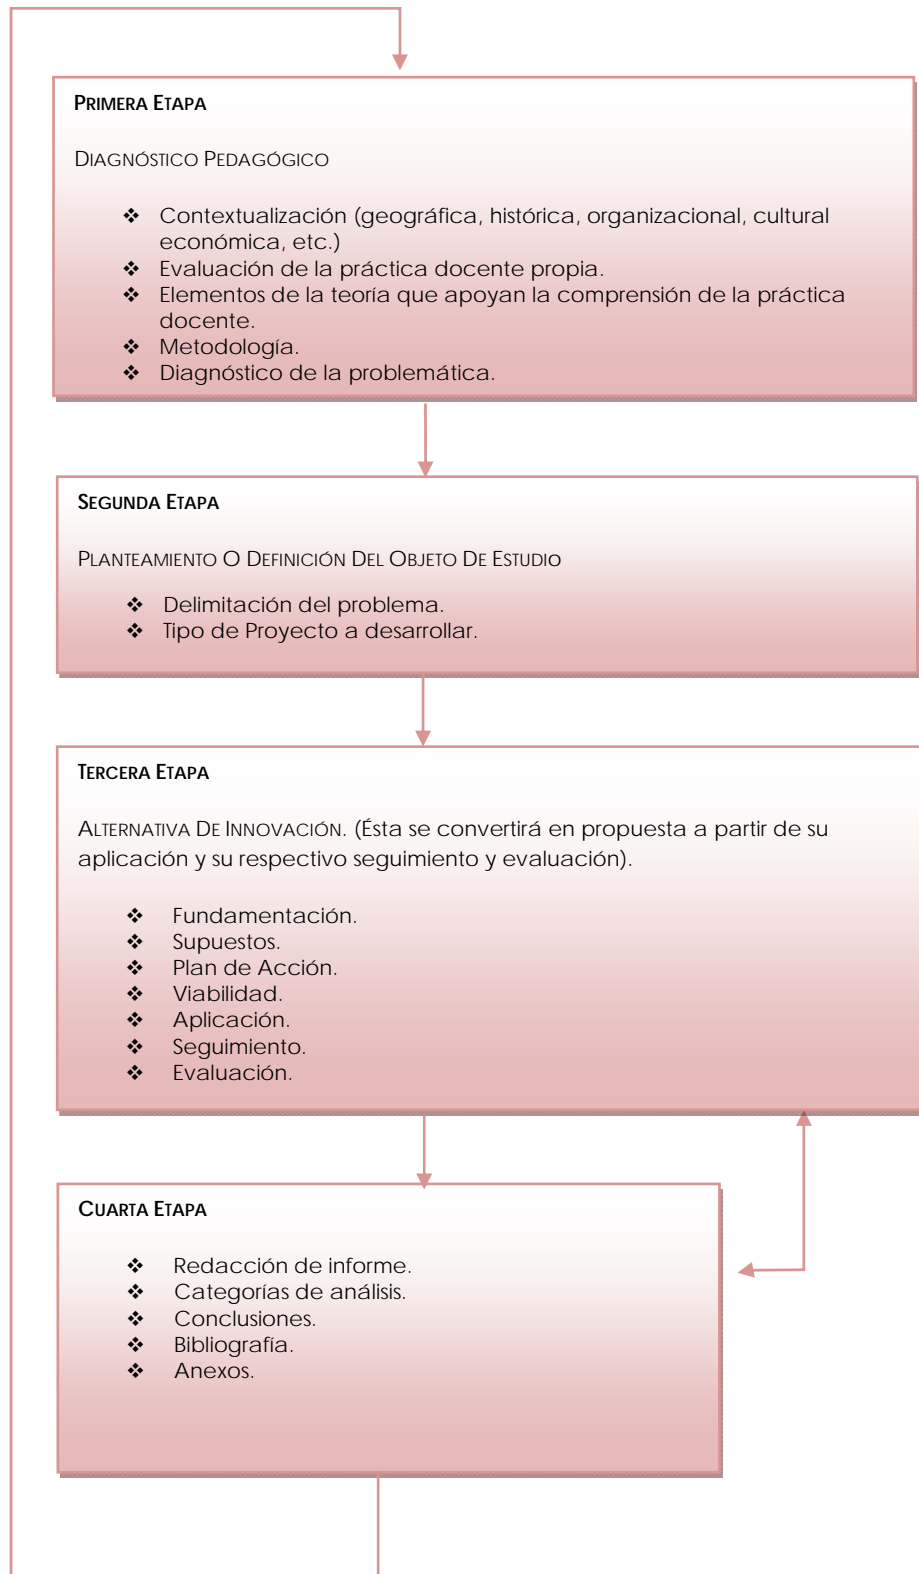 PRIMERA ETAPA
DIAGNÓSTICO PEDAGÓGICO
❖ Contextualización (geográfica, histórica, organizacional, cultural
económica, etc.)
❖ Evaluación de la práctica docente propia.
❖ Elementos de la teoría que apoyan la comprensión de la práctica
docente.
❖ Metodología.
❖ Diagnóstico de la problemática.
SEGUNDA ETAPA
PLANTEAMIENTO O DEFINICIÓN DEL OBJETO DE ESTUDIO
❖ Delimitación del problema.
❖ Tipo de Proyecto a desarrollar.
TERCERA ETAPA
ALTERNATIVA DE INNOVACIÓN. (Ésta se convertirá en propuesta a partir de su
aplicación y su respectivo seguimiento y evaluación).
❖ Fundamentación.
❖ Supuestos.
❖ Plan de Acción.
❖ Viabilidad.
❖ Aplicación.
❖ Seguimiento.
❖ Evaluación.
CUARTA ETAPA
❖ Redacción de informe.
❖ Categorías de análisis.
❖ Conclusiones.
❖ Bibliografía.
❖ Anexos.